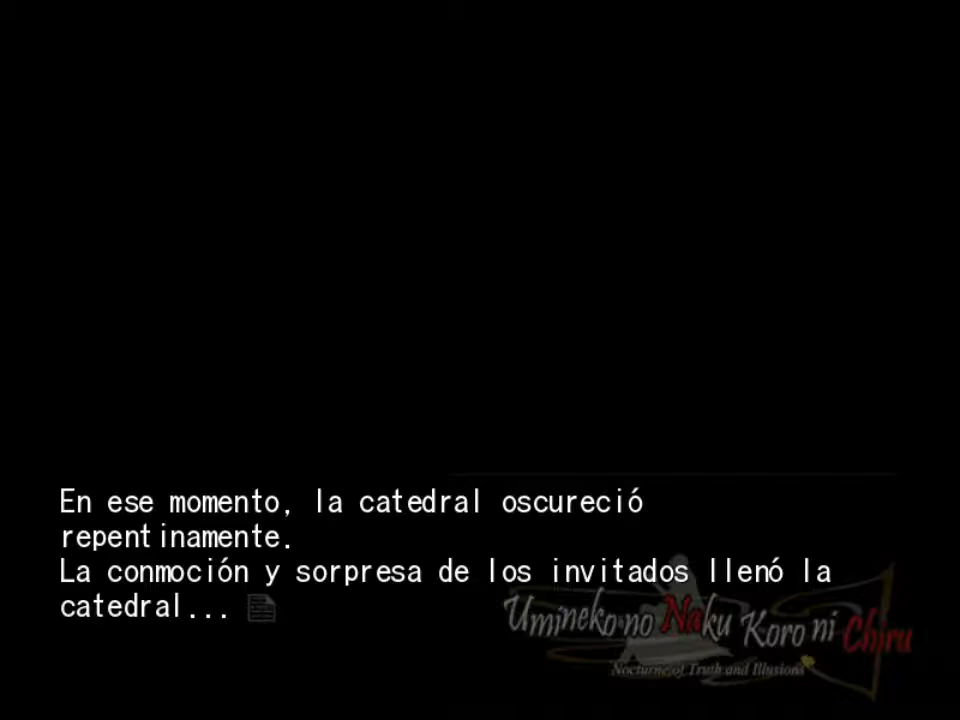 En ese momento, la catedral oscureció
repentinamente.
La conmoción y sorpresa de los invitados llenó la
catedral...
Umineko no Naku Koro ni Chiru
Nocturne of Truth and Illusions